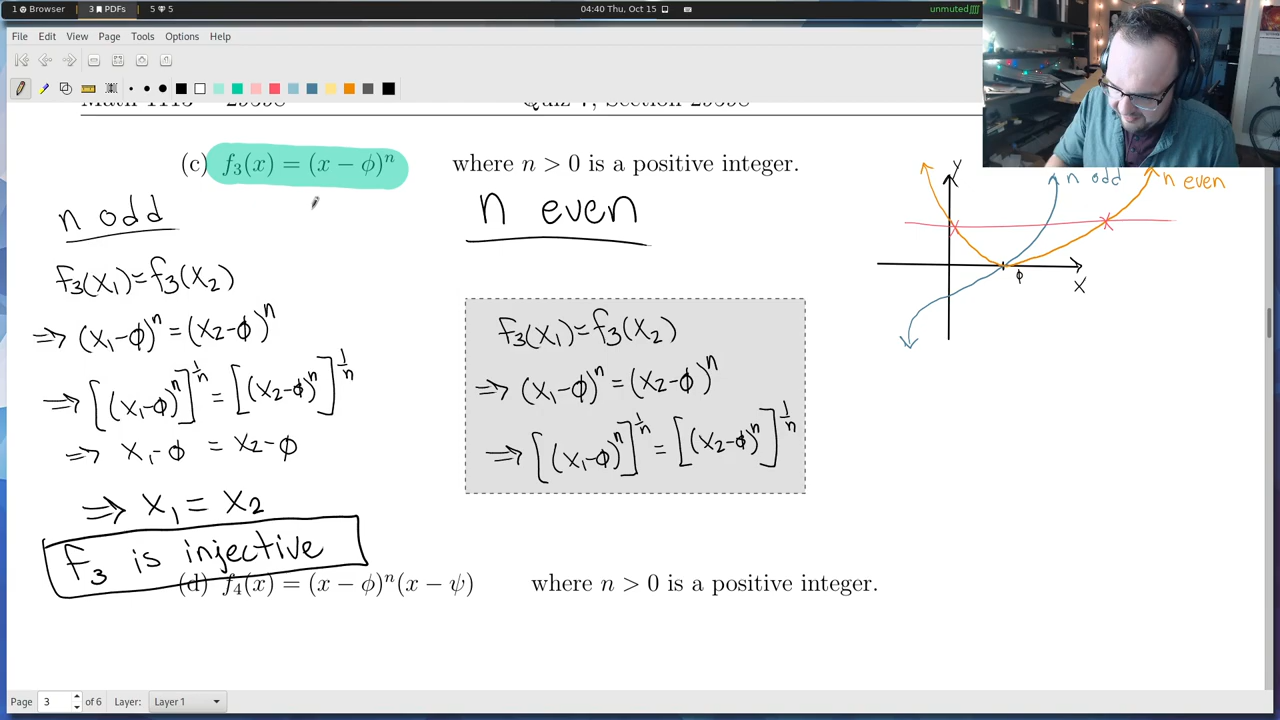 1 Browser 3 PDFs 5 5 04:40 Thu, Oct 15 unmuted
File Edit View Page Tools Options Help
(c) f₃(x) = (x − ϕ)ⁿ where n > 0 is a positive integer.
n odd
f₃(x₁)=f₃(x₂)
⇒ (x₁-ϕ)ⁿ = (x₂-ϕ)ⁿ
⇒ [(x₁-ϕ)ⁿ]^(1/n) = [(x₂-ϕ)ⁿ]^(1/n)
⇒ x₁-ϕ = x₂-ϕ
⇒ x₁ = x₂
f₃ is injective
n even
f₃(x₁)=f₃(x₂)
⇒ (x₁-ϕ)ⁿ = (x₂-ϕ)ⁿ
⇒ [(x₁-ϕ)ⁿ]^(1/n) = [(x₂-ϕ)ⁿ]^(1/n)
Y
n odd
n even
ϕ
X
(d) f₄(x) = (x − ϕ)ⁿ(x − ψ) where n > 0 is a positive integer.
Page 3 of 6 Layer: Layer 1